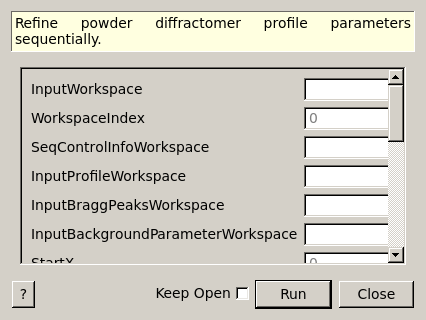 Refine powder diffractomer profile parameters
sequentially.
InputWorkspace
WorkspaceIndex 0
SeqControlInfoWorkspace
InputProfileWorkspace
InputBraggPeaksWorkspace
InputBackgroundParameterWorkspace
StartX 0
? Keep Open Run Close